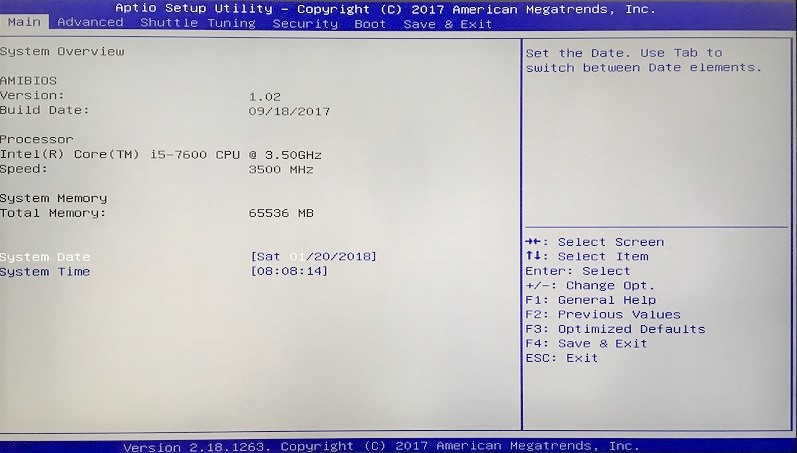 Aptio Setup Utility – Copyright (C) 2017 American Megatrends, Inc.
Main Advanced Shuttle Tuning Security Boot Save & Exit
System Overview
AMIBIOS
Version: 1.02
Build Date: 09/18/2017
Processor
Intel(R) Core(TM) i5-7600 CPU @ 3.50GHz
Speed: 3500 MHz
System Memory
Total Memory: 65536 MB
System Date [Sat 01/20/2018]
System Time [08:08:14]
Set the Date. Use Tab to
switch between Date elements.
→←: Select Screen
↑↓: Select Item
Enter: Select
+/-: Change Opt.
F1: General Help
F2: Previous Values
F3: Optimized Defaults
F4: Save & Exit
ESC: Exit
Version 2.18.1263. Copyright (C) 2017 American Megatrends, Inc.